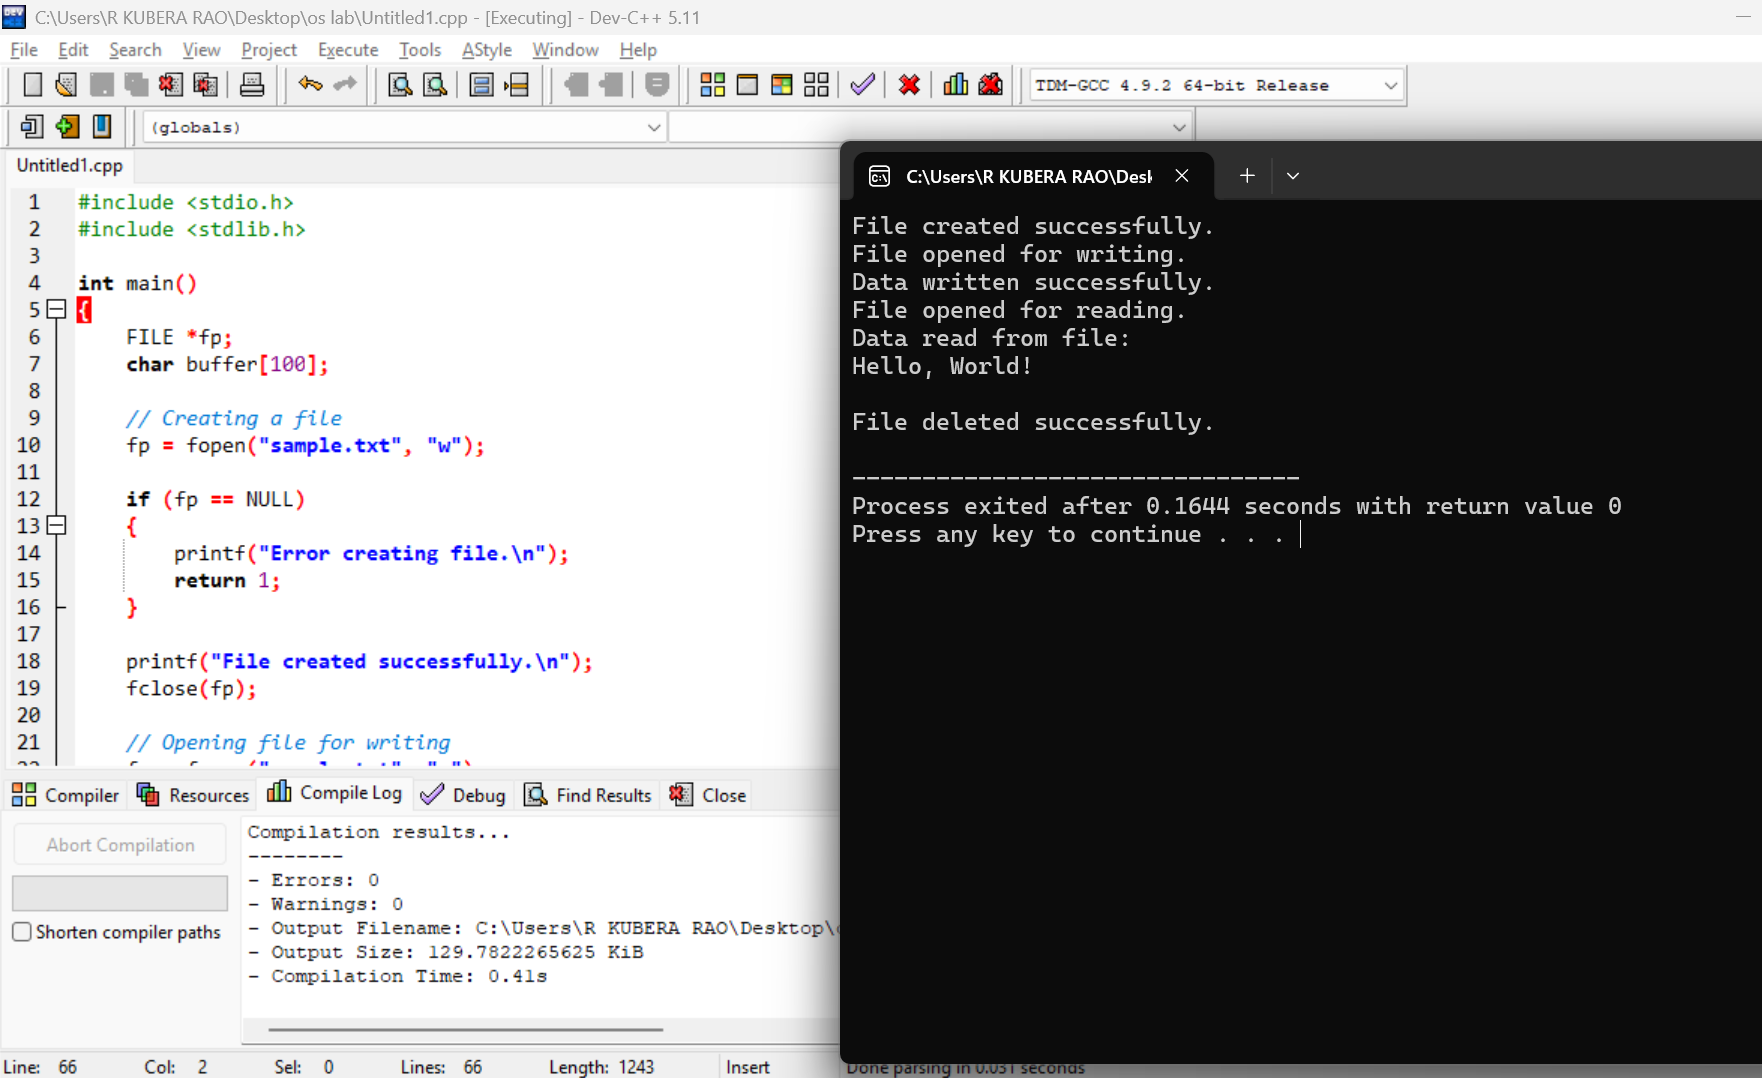 C:\Users\R KUBERA RAO\Desktop\os lab\Untitled1.cpp - [Executing] - Dev-C++ 5.11
File Edit Search View Project Execute Tools AStyle Window Help
TDM-GCC 4.9.2 64-bit Release
(globals)
Untitled1.cpp
1 #include <stdio.h>
2 #include <stdlib.h>
3
4 int main()
5 {
6 FILE *fp;
7 char buffer[100];
8
9 // Creating a file
10 fp = fopen("sample.txt", "w");
11
12 if (fp == NULL)
13 {
14 printf("Error creating file.\n");
15 return 1;
16 }
17
18 printf("File created successfully.\n");
19 fclose(fp);
20
21 // Opening file for writing
C:\Users\R KUBERA RAO\Desk
File created successfully.
File opened for writing.
Data written successfully.
File opened for reading.
Data read from file:
Hello, World!
File deleted successfully.
--------------------------------
Process exited after 0.1644 seconds with return value 0
Press any key to continue . . .
Compiler Resources Compile Log Debug Find Results Close
Abort Compilation
Shorten compiler paths
Compilation results...
--------
- Errors: 0
- Warnings: 0
- Output Filename: C:\Users\R KUBERA RAO\Desktop\
- Output Size: 129.7822265625 KiB
- Compilation Time: 0.41s
Line: 66 Col: 2 Sel: 0 Lines: 66 Length: 1243 Insert Done parsing in 0.031 seconds